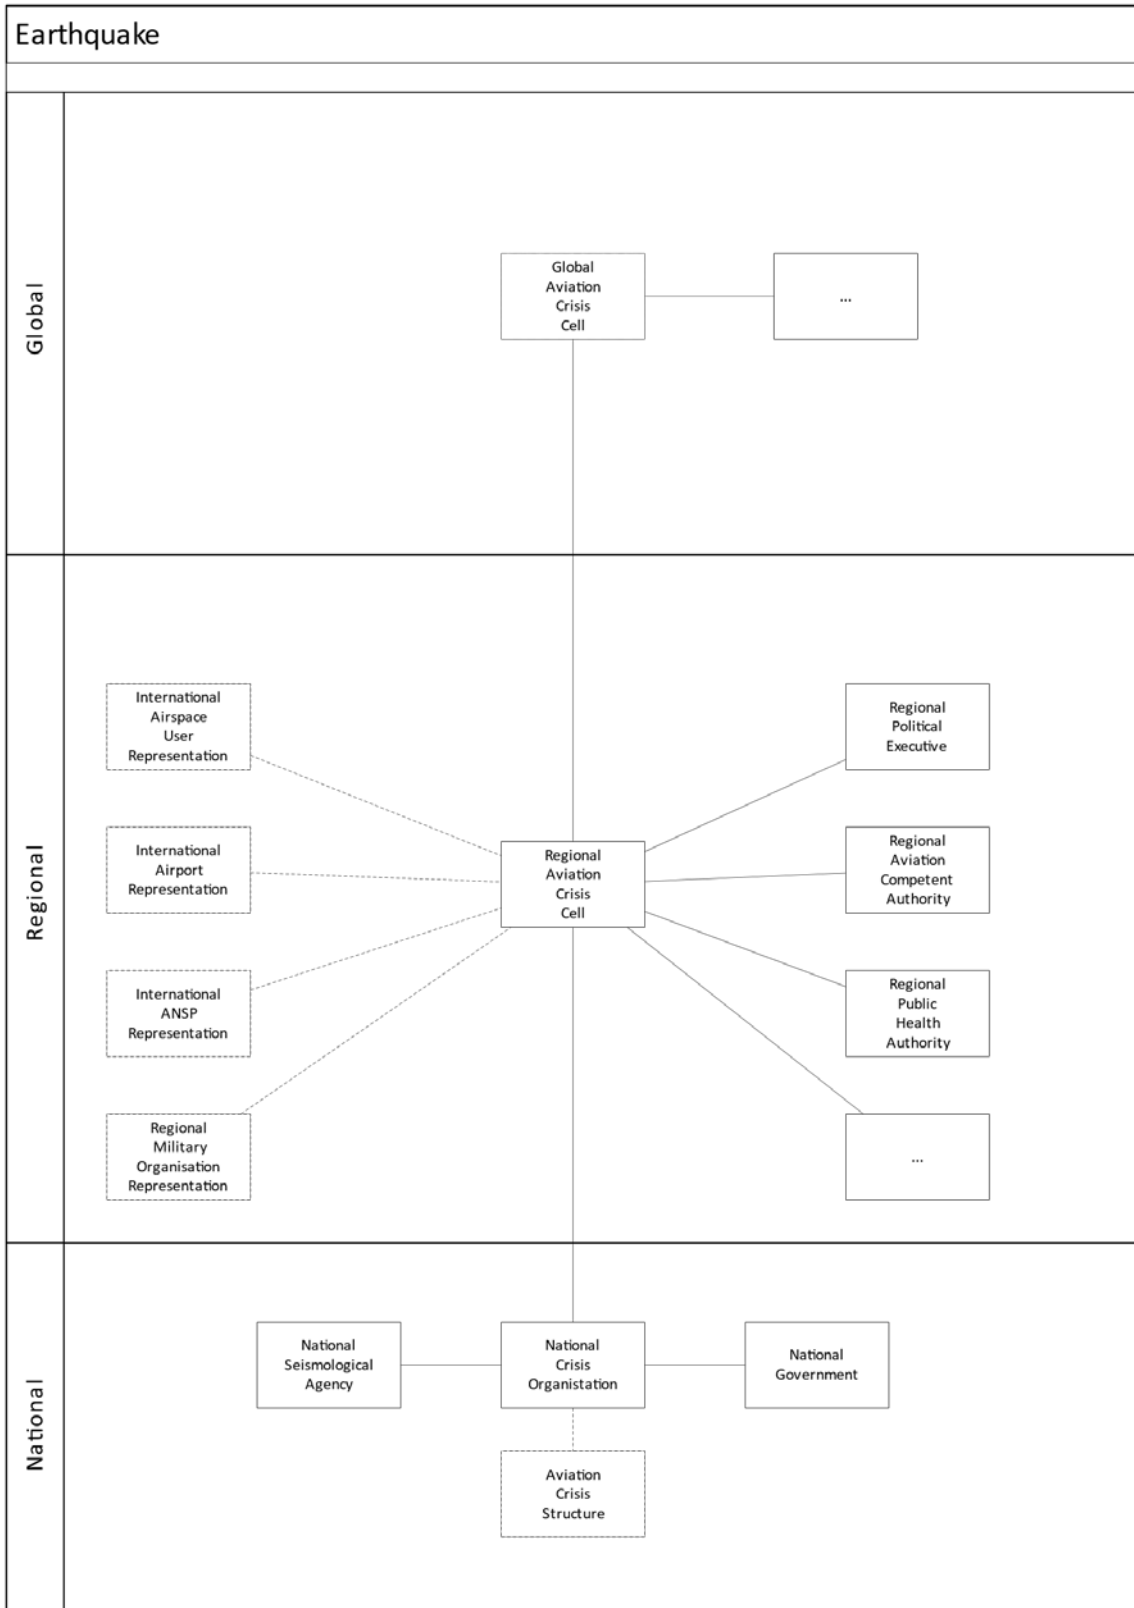 Earthquake
Global
Global
Aviation
Crisis
Cell
...
Regional
International
Airspace
User
Representation
Regional
Political
Executive
International
Airport
Representation
Regional
Aviation
Crisis
Cell
Regional
Aviation
Competent
Authority
International
ANSP
Representation
Regional
Public
Health
Authority
Regional
Military
Organisation
Representation
...
National
National
Seismological
Agency
National
Crisis
Organistation
National
Government
Aviation
Crisis
Structure